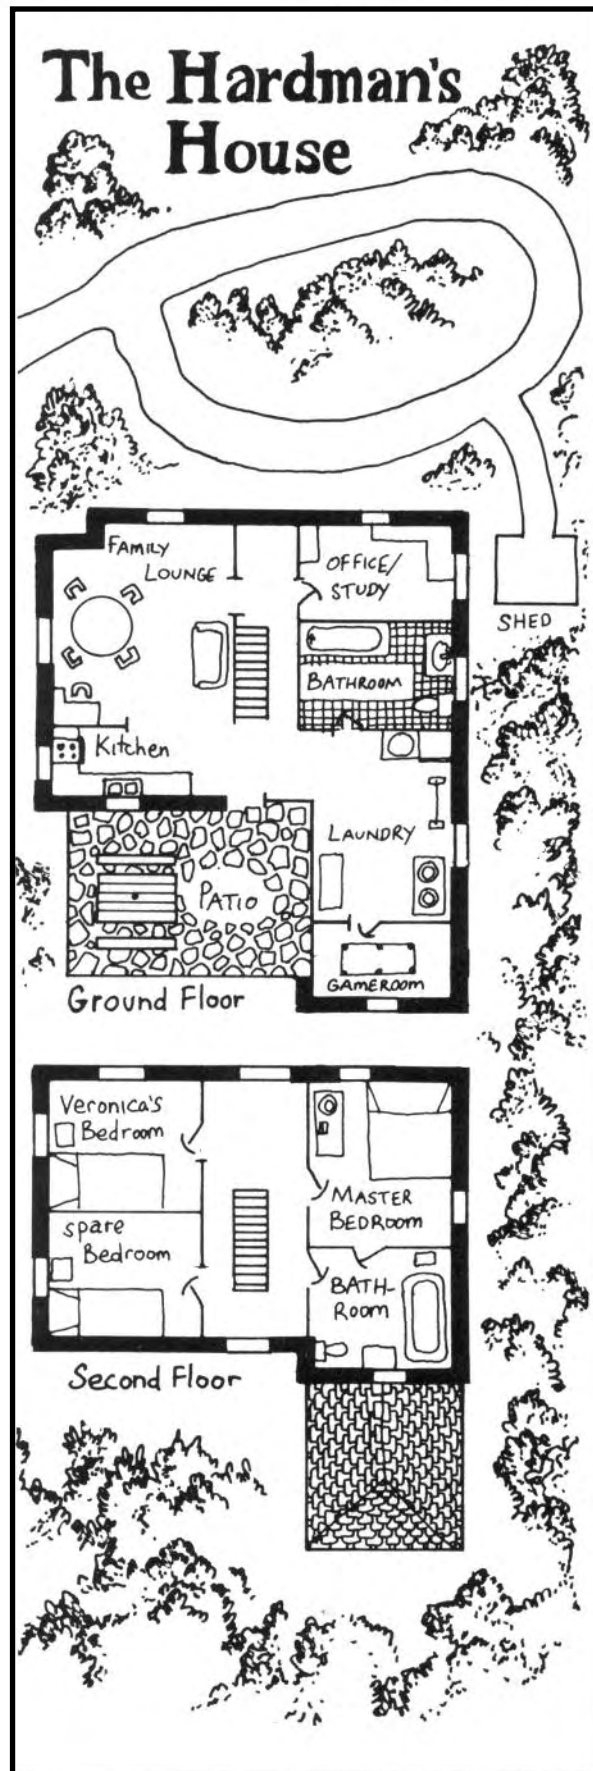 The Hardman's
House
FAMILY
LOUNGE
OFFICE/
STUDY
SHED
BATHROOM
Kitchen
LAUNDRY
PATIO
GAMEROOM
Ground Floor
Veronica's
Bedroom
MASTER
BEDROOM
spare
Bedroom
BATH-
ROOM
Second Floor